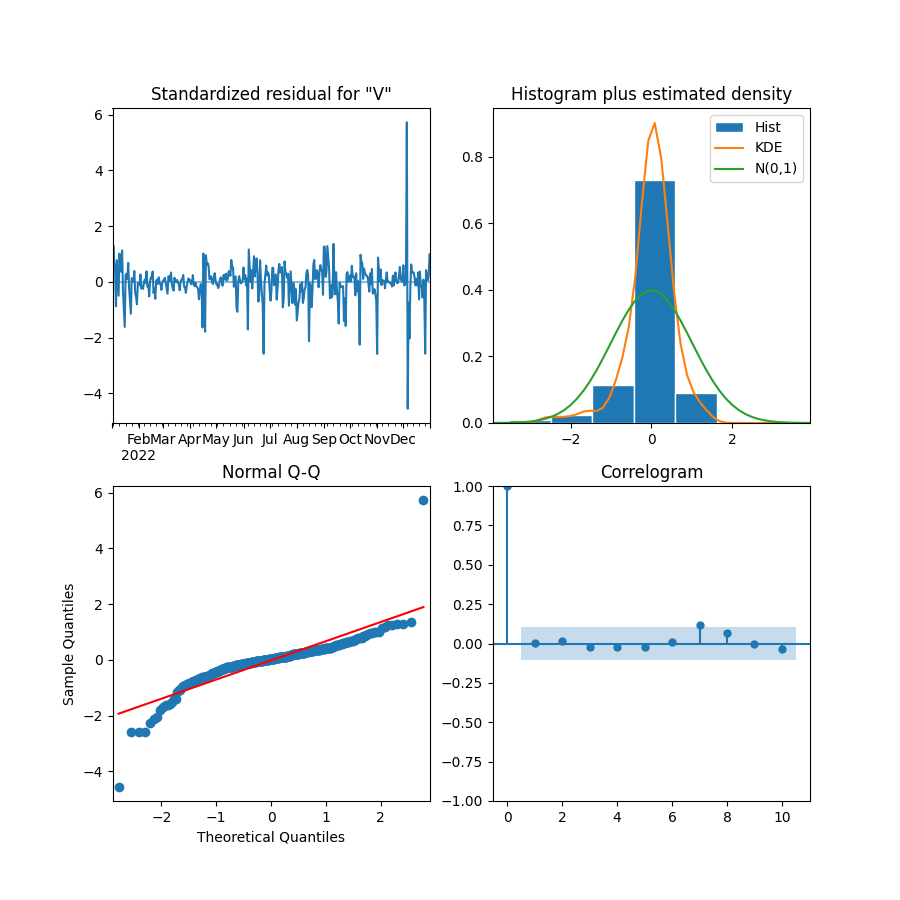 Standardized residual for "V"
6
4
2
0
−2
−4
Feb Mar Apr May Jun Jul Aug Sep Oct Nov Dec
2022
Histogram plus estimated density
Hist
KDE
N(0,1)
0.8
0.6
0.4
0.2
0.0
−2 0 2
Normal Q-Q
Sample Quantiles
6
4
2
0
−2
−4
−2 −1 0 1 2
Theoretical Quantiles
Correlogram
1.00
0.75
0.50
0.25
0.00
−0.25
−0.50
−0.75
−1.00
0 2 4 6 8 10